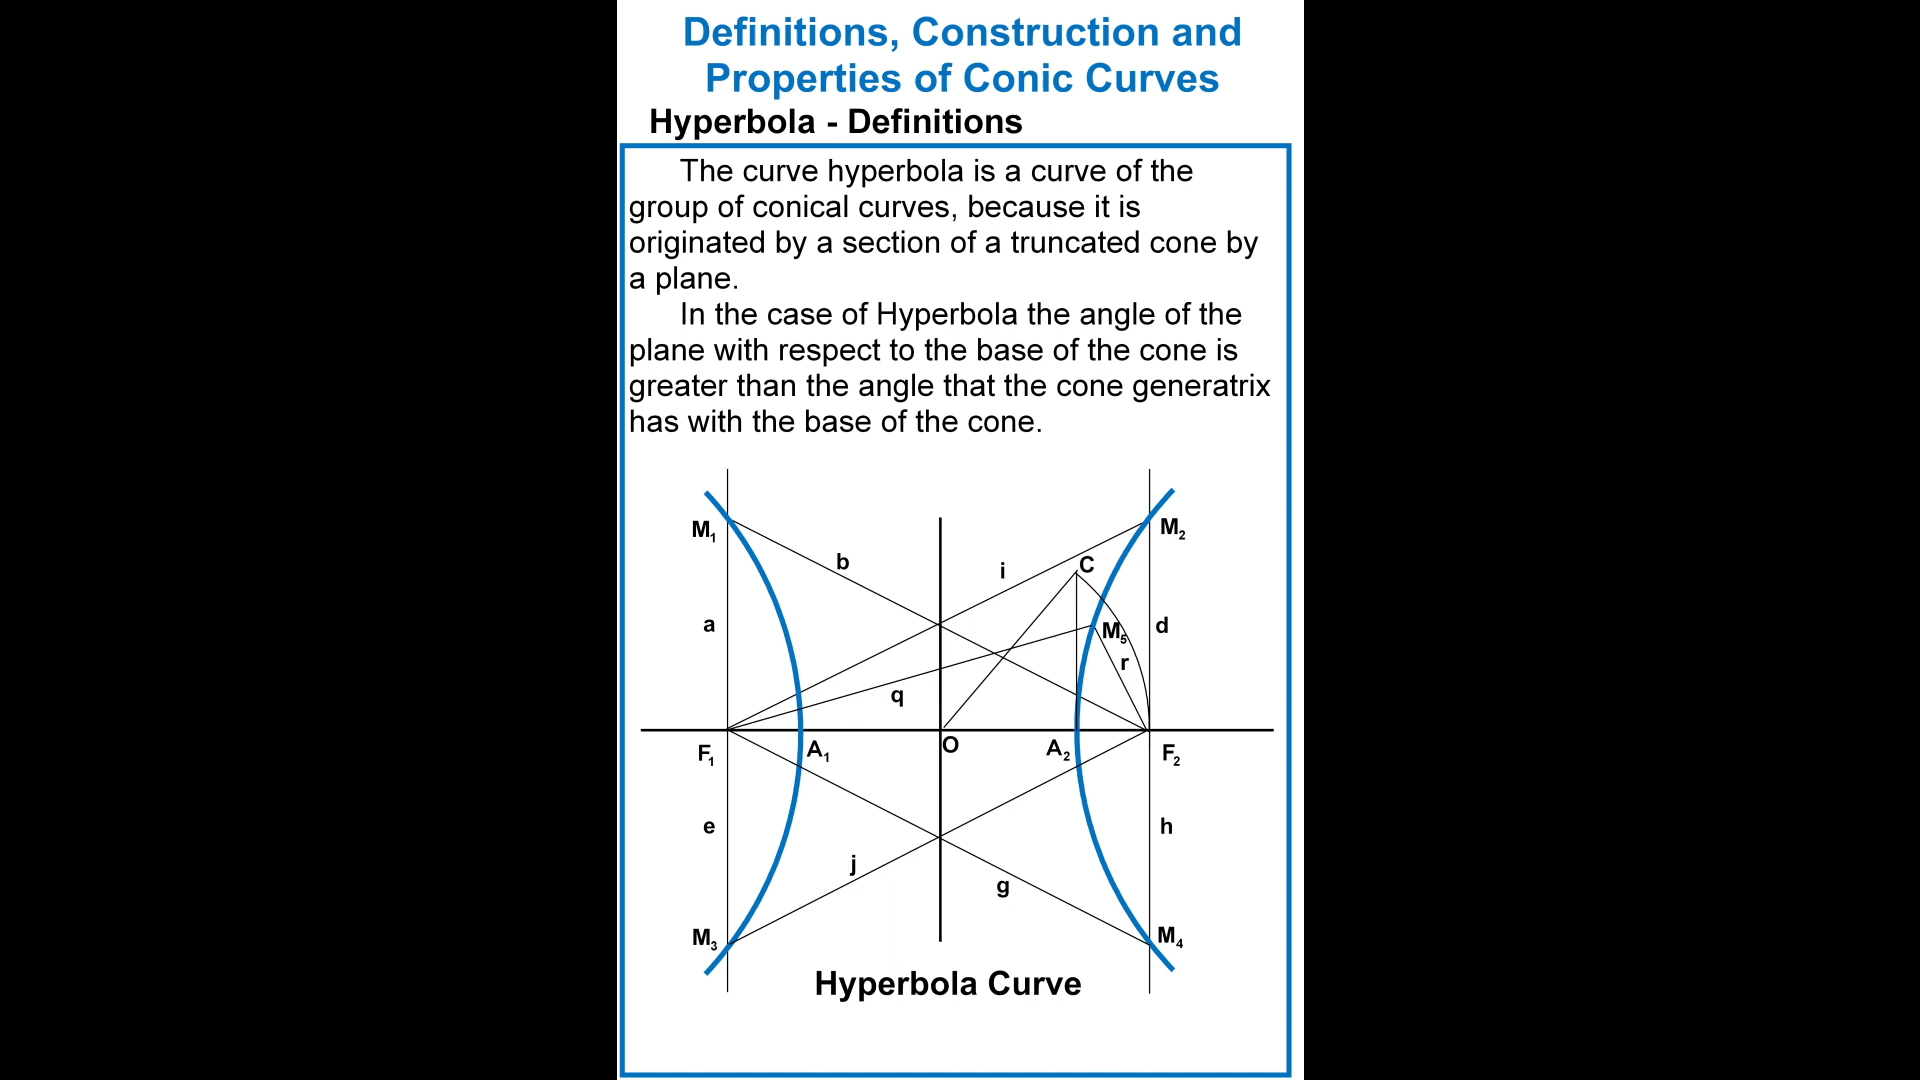 Definitions, Construction and
Properties of Conic Curves
Hyperbola - Definitions
The curve hyperbola is a curve of the
group of conical curves, because it is
originated by a section of a truncated cone by
a plane.
In the case of Hyperbola the angle of the
plane with respect to the base of the cone is
greater than the angle that the cone generatrix
has with the base of the cone.
M1
M2
b
i
C
a
M5
d
r
q
F1
A1
O
A2
F2
e
h
j
g
M3
M4
Hyperbola Curve